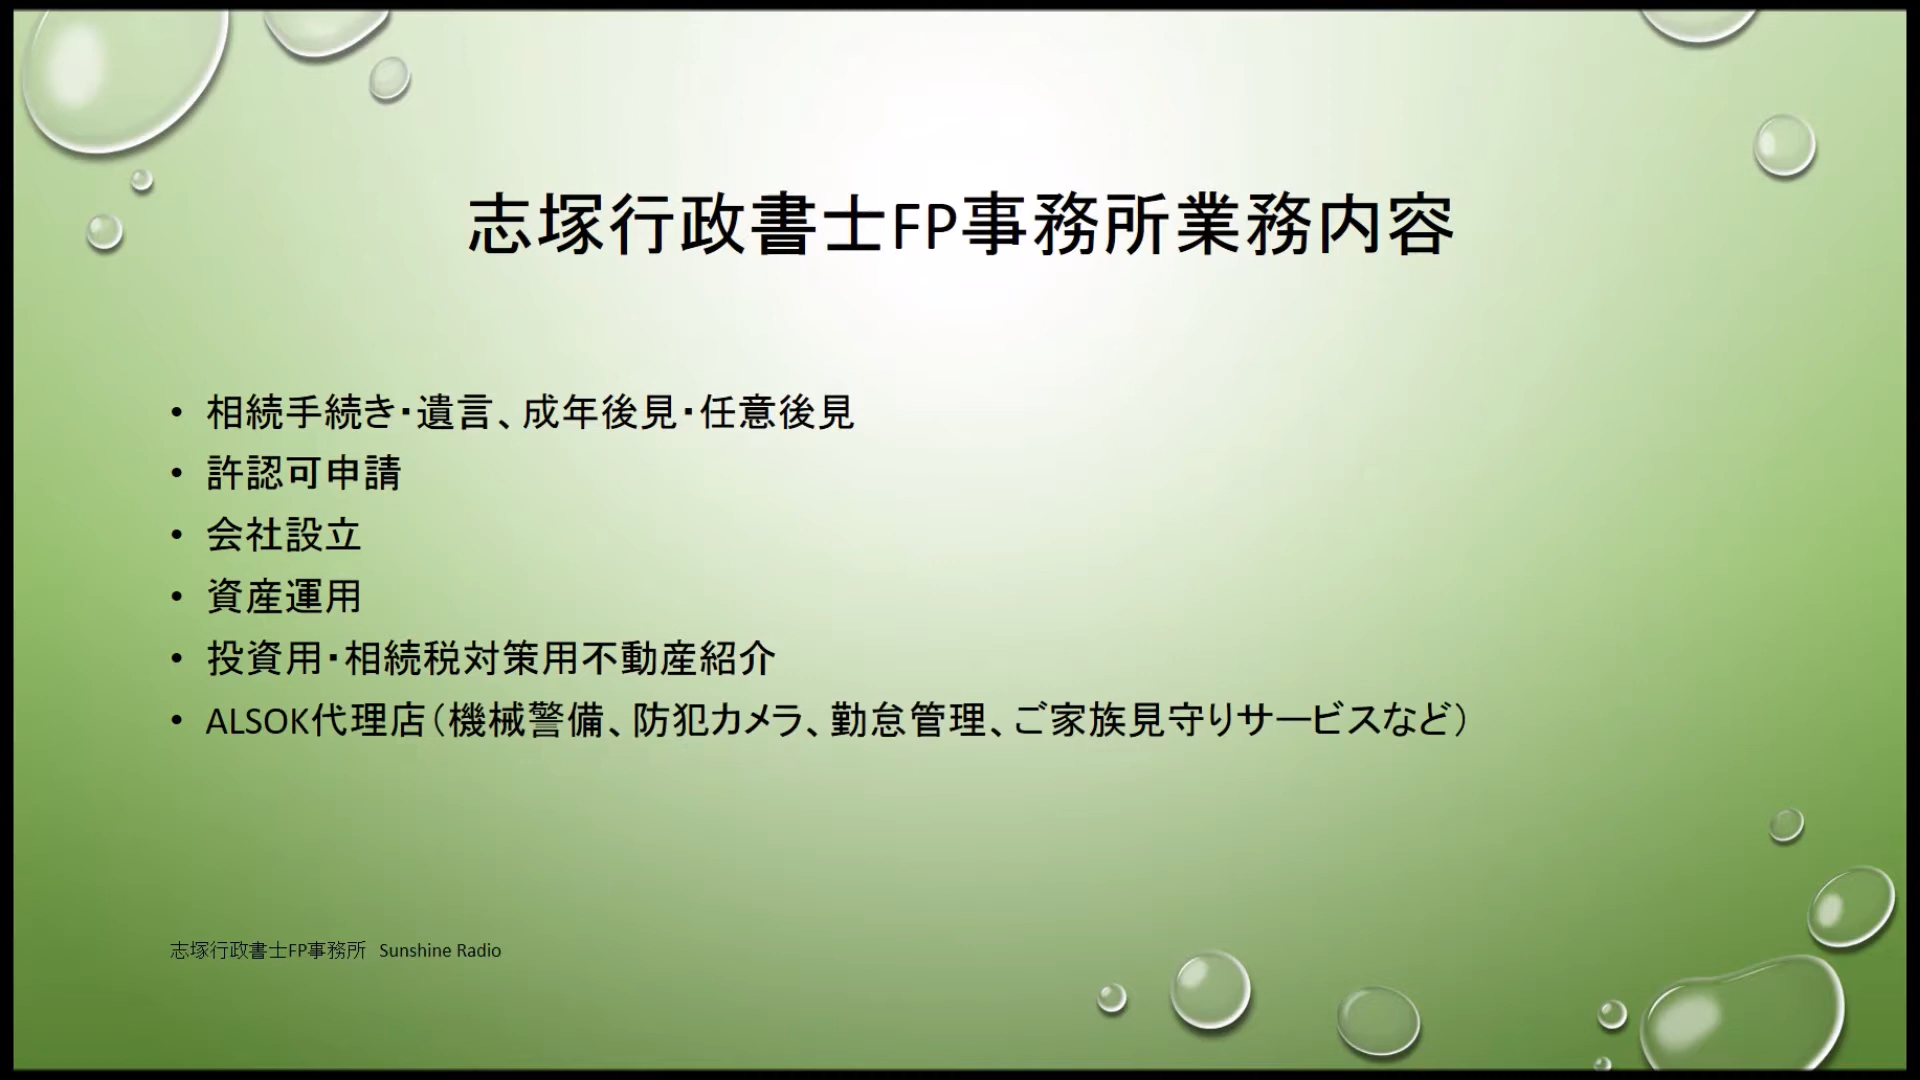 志塚行政書士FP事務所業務内容
• 相続手続き・遺言、成年後見・任意後見
• 許認可申請
• 会社設立
• 資産運用
• 投資用・相続税対策用不動産紹介
• ALSOK代理店（機械警備、防犯カメラ、勤怠管理、ご家族見守りサービスなど）
志塚行政書士FP事務所 Sunshine Radio